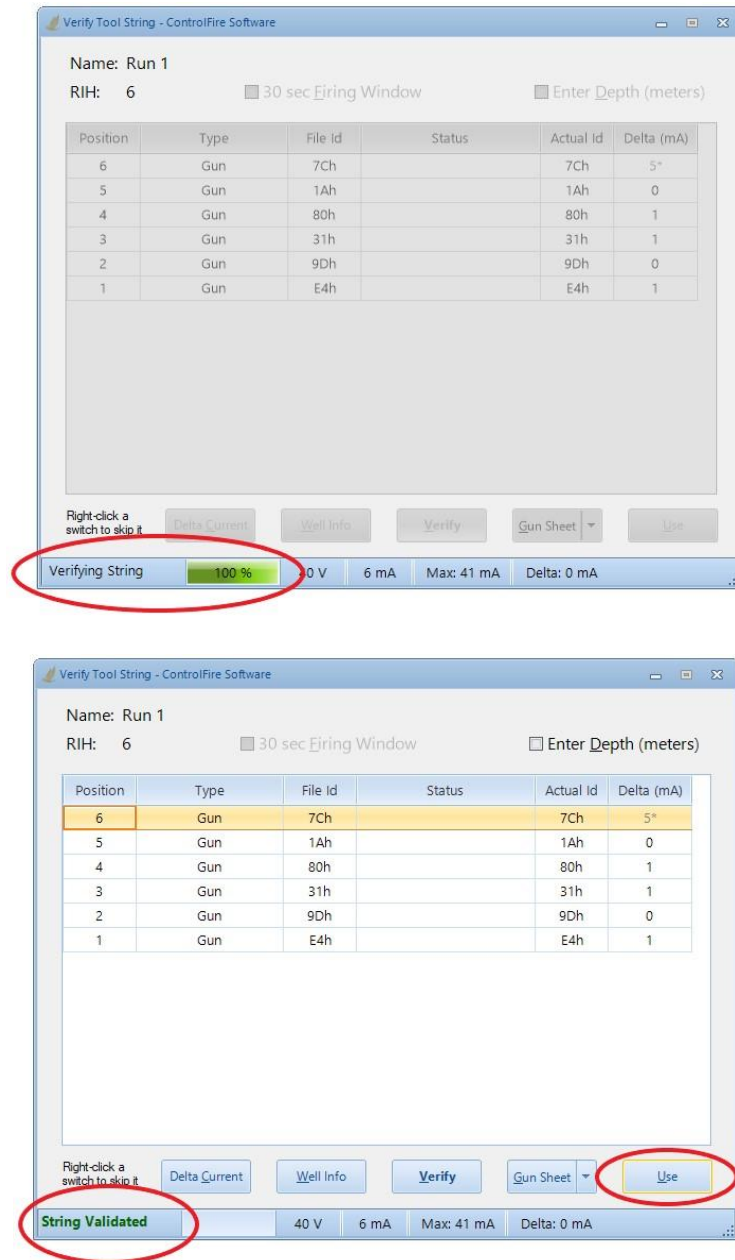 Verify Tool String - ControlFire Software
Name: Run 1
RIH: 6 30 sec Firing Window Enter Depth (meters)
Position Type File Id Status Actual Id Delta (mA)
6 Gun 7Ch 7Ch 5*
5 Gun 1Ah 1Ah 0
4 Gun 80h 80h 1
3 Gun 31h 31h 1
2 Gun 9Dh 9Dh 0
1 Gun E4h E4h 1
Right-click a
switch to skip it Delta Current Well Info Verify Gun Sheet Use
Verifying String 100 % 40 V 6 mA Max: 41 mA Delta: 0 mA
Verify Tool String - ControlFire Software
Name: Run 1
RIH: 6 30 sec Firing Window Enter Depth (meters)
Position Type File Id Status Actual Id Delta (mA)
6 Gun 7Ch 7Ch 5*
5 Gun 1Ah 1Ah 0
4 Gun 80h 80h 1
3 Gun 31h 31h 1
2 Gun 9Dh 9Dh 0
1 Gun E4h E4h 1
Right-click a
switch to skip it Delta Current Well Info Verify Gun Sheet Use
String Validated 40 V 6 mA Max: 41 mA Delta: 0 mA